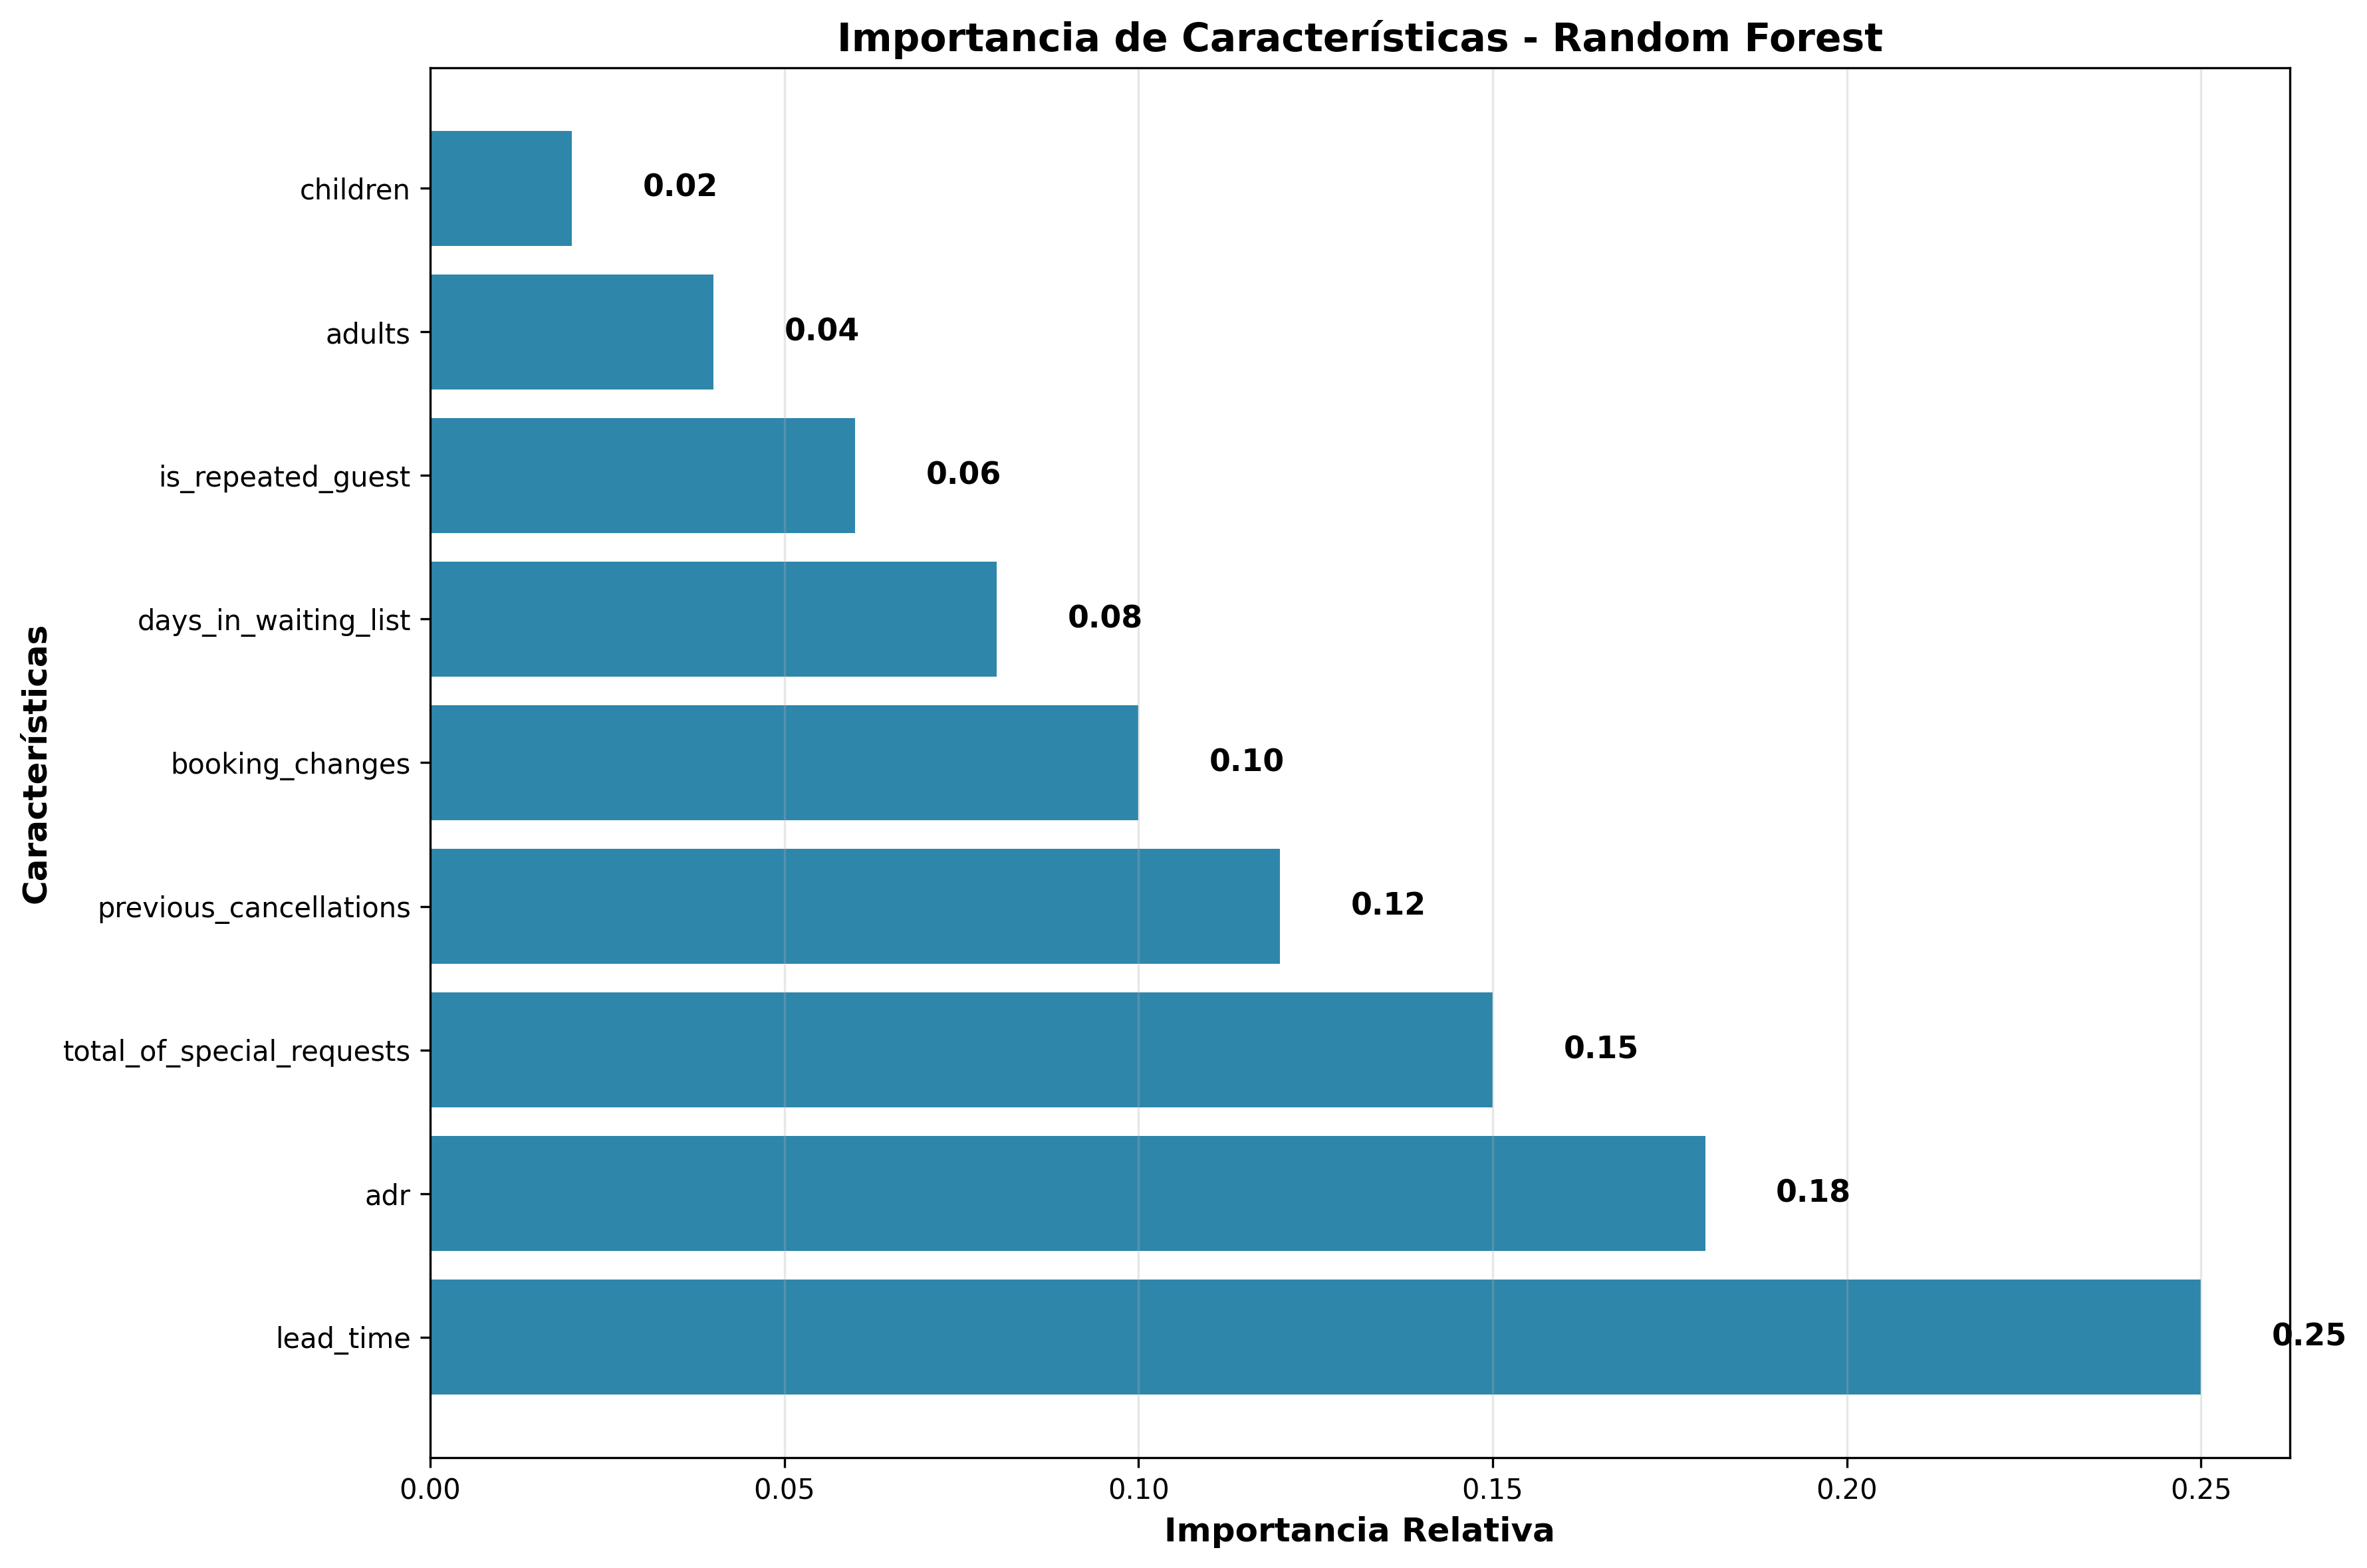 Importancia de Características - Random Forest
Características
children
0.02
adults
0.04
is_repeated_guest
0.06
days_in_waiting_list
0.08
booking_changes
0.10
previous_cancellations
0.12
total_of_special_requests
0.15
adr
0.18
lead_time
0.25
0.00 0.05 0.10 0.15 0.20 0.25
Importancia Relativa